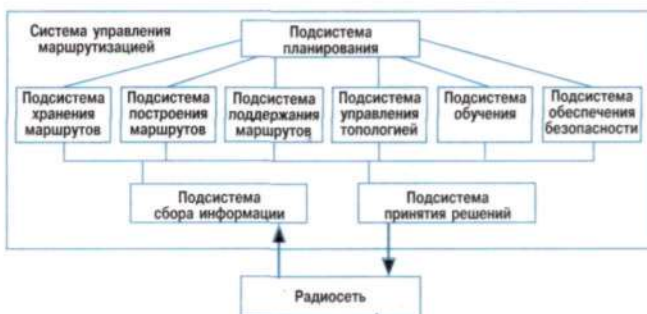 Система управления
маршрутизацией
Подсистема
планирования
Подсистема
хранения
маршрутов
Подсистема
построения
маршрутов
Подсистема
поддержания
маршрутов
Подсистема
управления
топологией
Подсистема
обучения
Подсистема
обеспечения
безопасности
Подсистема
сбора информации
Подсистема
принятия решений
Радиосеть